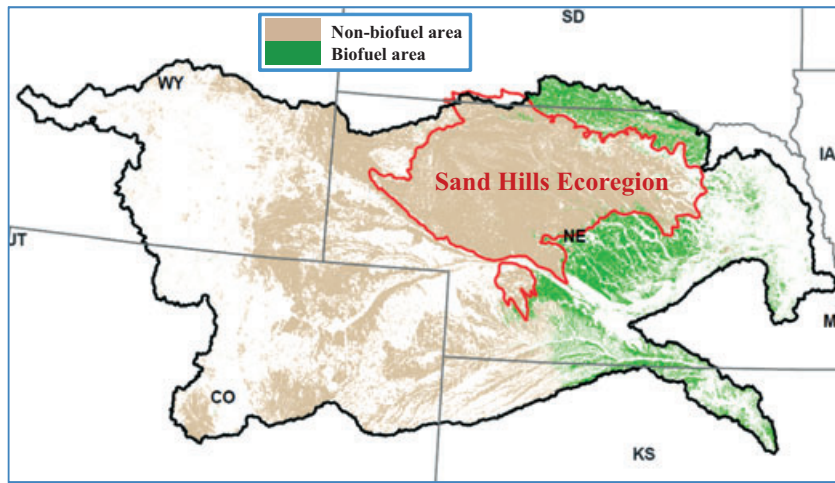 SD
Non-biofuel area
Biofuel area
WY
IA
Sand Hills Ecoregion
NE
UT
M
CO
KS